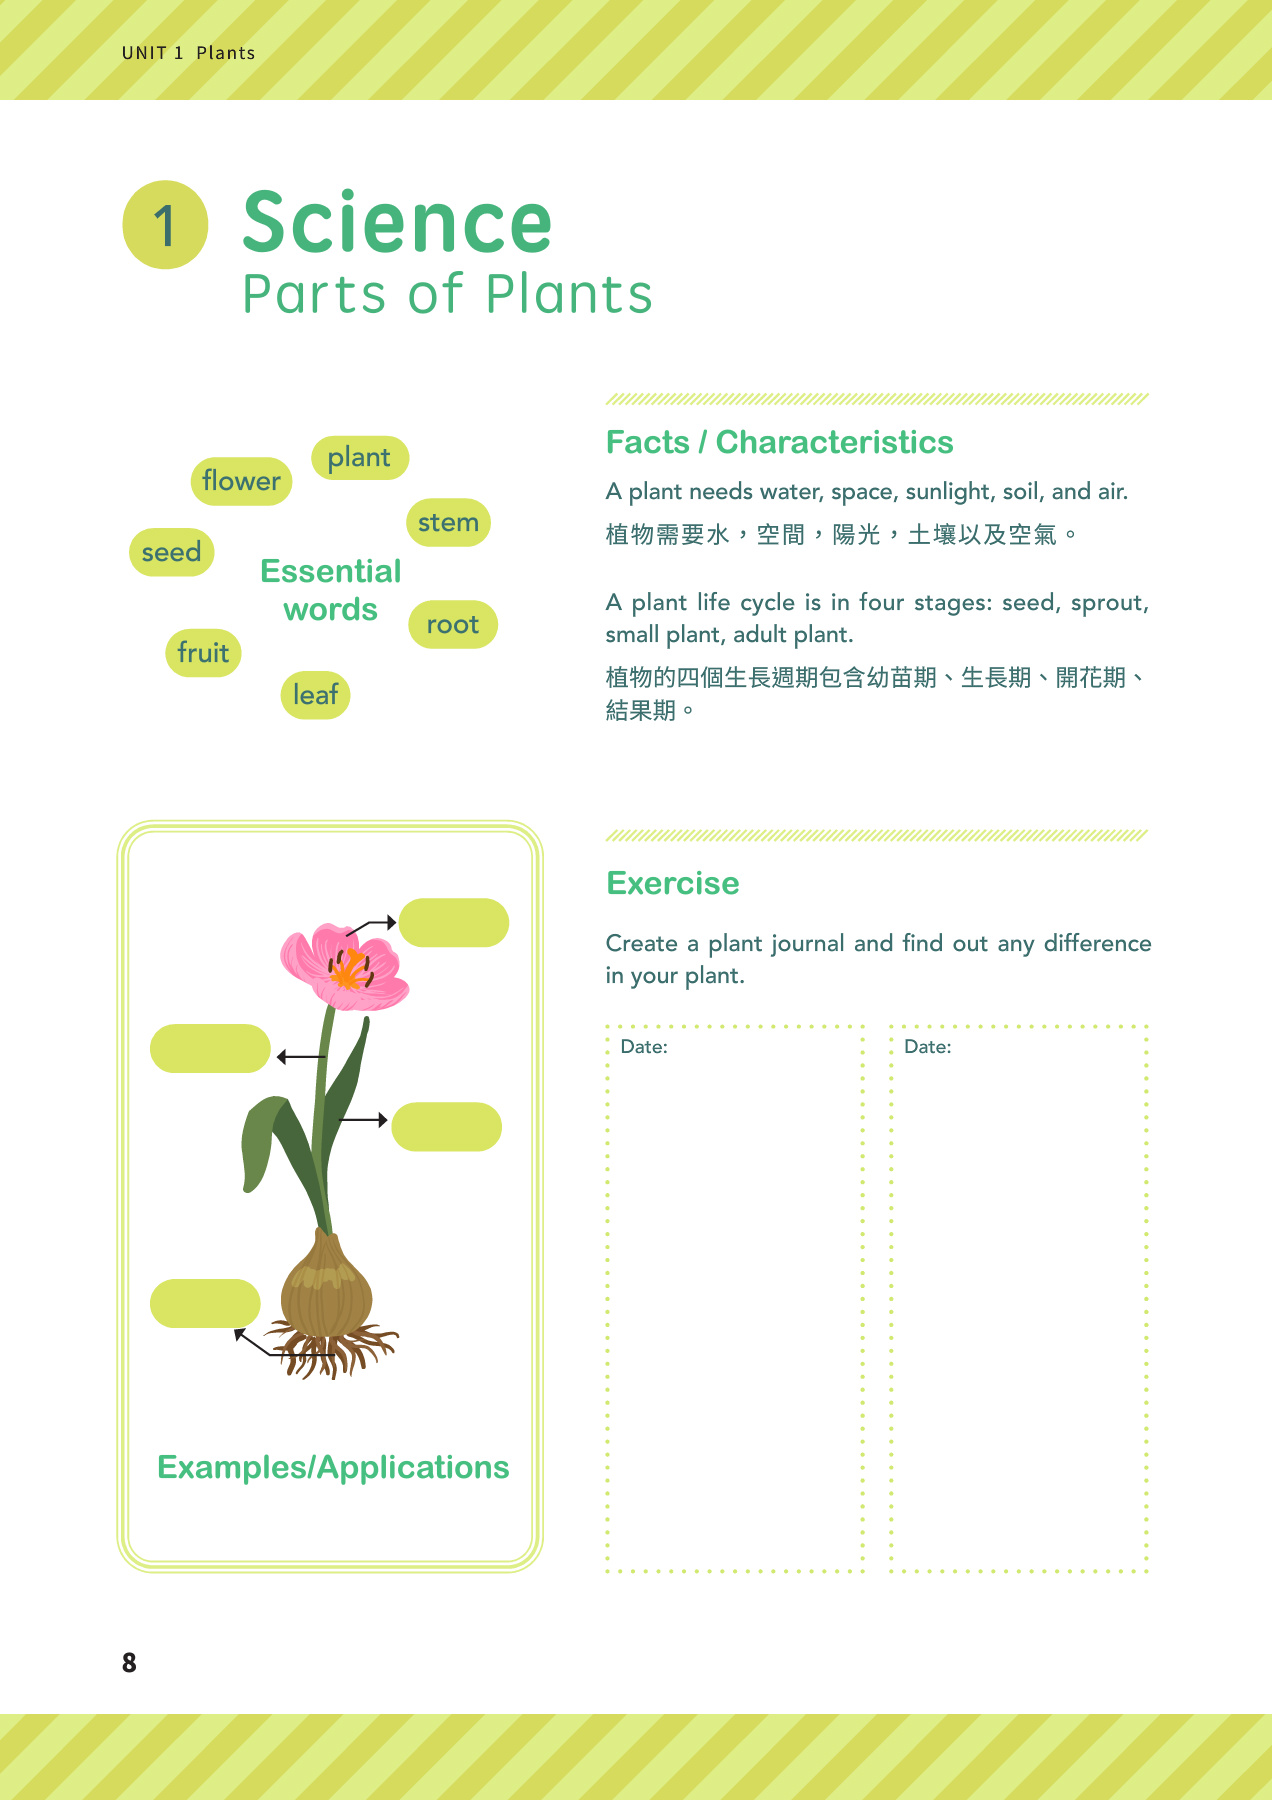 UNIT 1 Plants
1
Science
Parts of Plants
plant
flower
stem
seed
Essential
words
root
fruit
leaf
Facts / Characteristics
A plant needs water, space, sunlight, soil, and air.
植物需要水，空間，陽光，土壤以及空氣。
A plant life cycle is in four stages: seed, sprout,
small plant, adult plant.
植物的四個生長週期包含幼苗期、生長期、開花期、
結果期。
Examples/Applications
Exercise
Create a plant journal and find out any difference
in your plant.
Date:
Date:
8